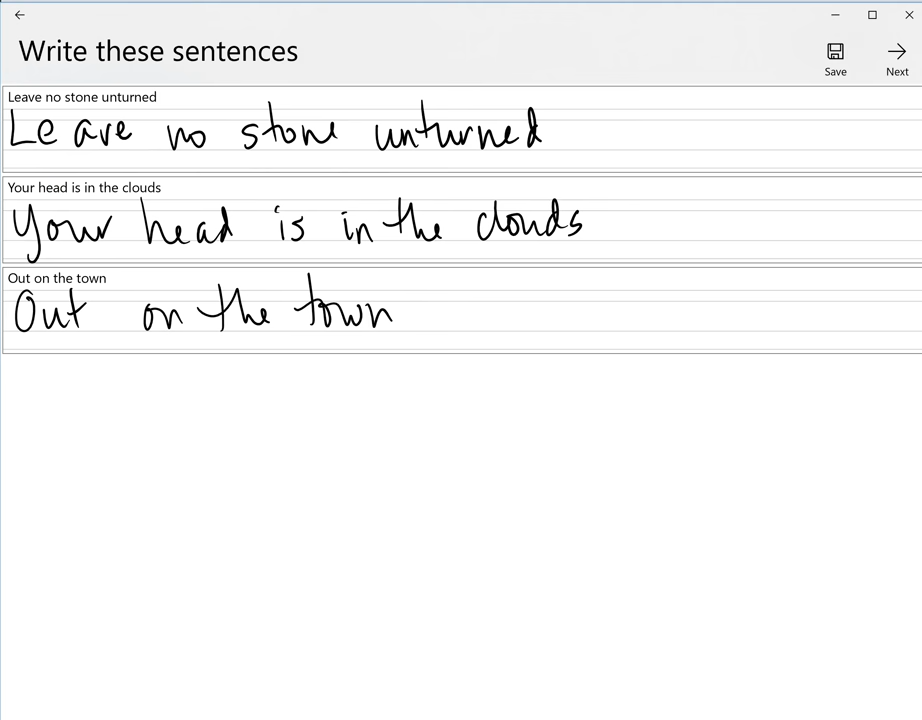 Write these sentences
Save
Next
Leave no stone unturned
Leave no stone unturned
Your head is in the clouds
Your head is in the clouds
Out on the town
Out on the town